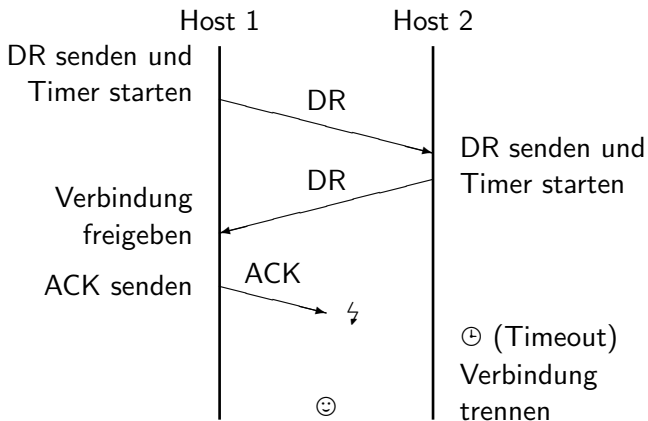 Host 1
Host 2
DR senden und
Timer starten
DR
DR senden und
Timer starten
DR
Verbindung
freigeben
ACK senden
ACK
(Timeout)
Verbindung
trennen